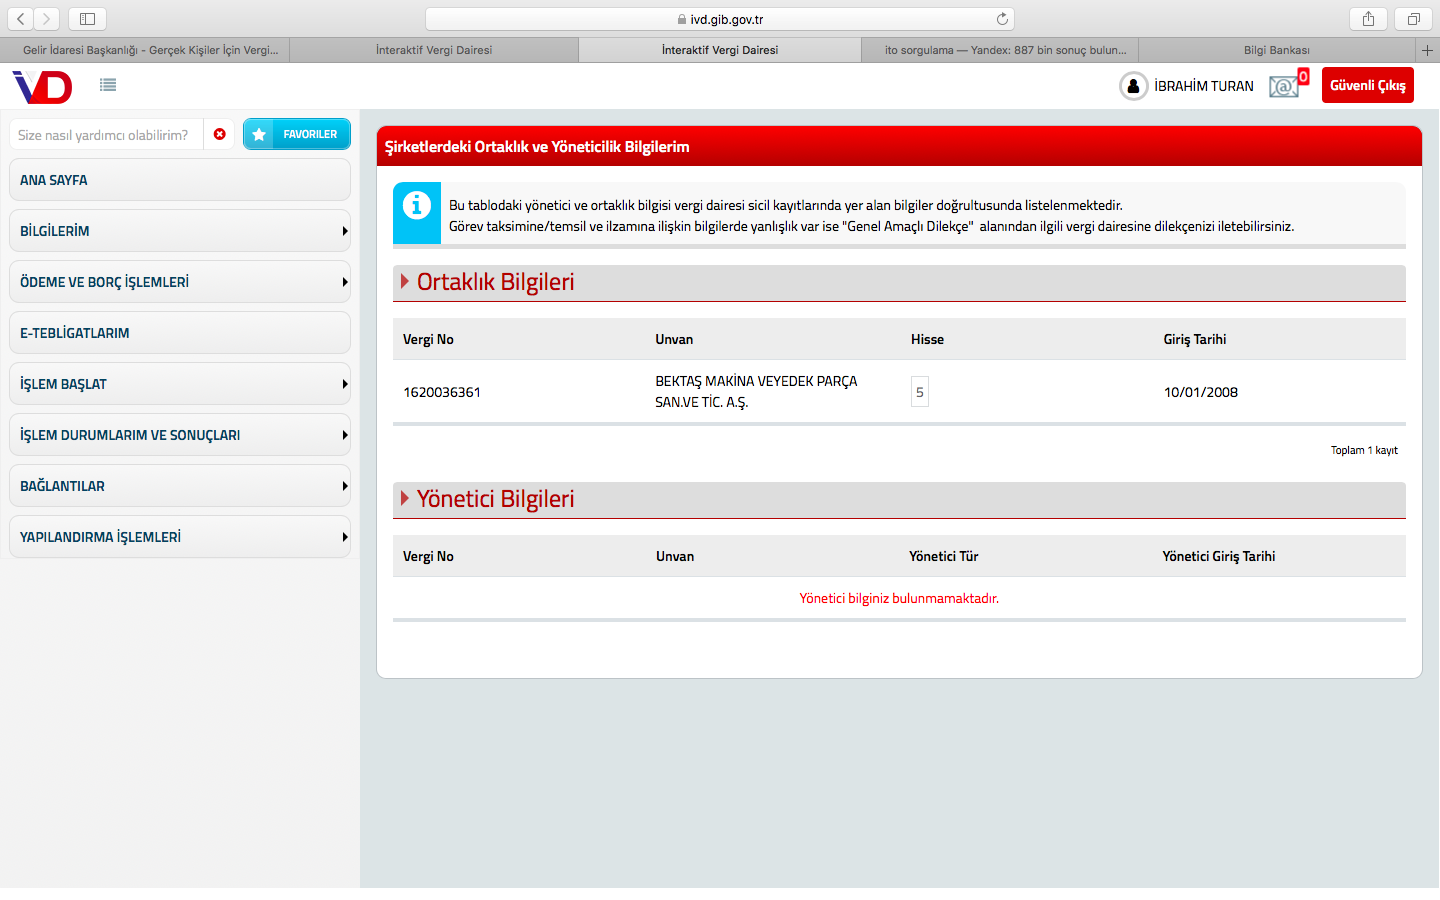 ivd.gib.gov.tr
Gelir İdaresi Başkanlığı - Gerçek Kişiler İçin Vergi...
İnteraktif Vergi Dairesi
İnteraktif Vergi Dairesi
ito sorgulama — Yandex: 887 bin sonuç bulun...
Bilgi Bankası
İVD
İBRAHİM TURAN
@
0
Güvenli Çıkış
Size nasıl yardımcı olabilirim?
FAVORILER
ANA SAYFA
BİLGİLERİM
ÖDEME VE BORÇ İŞLEMLERİ
E-TEBLİGATLARIM
İŞLEM BAŞLAT
İŞLEM DURUMLARIM VE SONUÇLARI
BAĞLANTILAR
YAPILANDIRMA İŞLEMLERİ
Şirketlerdeki Ortaklık ve Yöneticilik Bilgilerim
Bu tablodaki yönetici ve ortaklık bilgisi vergi dairesi sicil kayıtlarında yer alan bilgiler doğrultusunda listelenmektedir.
Görev taksimine/temsil ve ilzamına ilişkin bilgilerde yanlışlık var ise "Genel Amaçlı Dilekçe" alanından ilgili vergi dairesine dilekçenizi iletebilirsiniz.
Ortaklık Bilgileri
Vergi No Unvan Hisse Giriş Tarihi
1620036361 BEKTAŞ MAKİNA VEYEDEK PARÇA SAN.VE TİC. A.Ş. 5 10/01/2008
Toplam 1 kayıt
Yönetici Bilgileri
Vergi No Unvan Yönetici Tür Yönetici Giriş Tarihi
Yönetici bilginiz bulunmamaktadır.